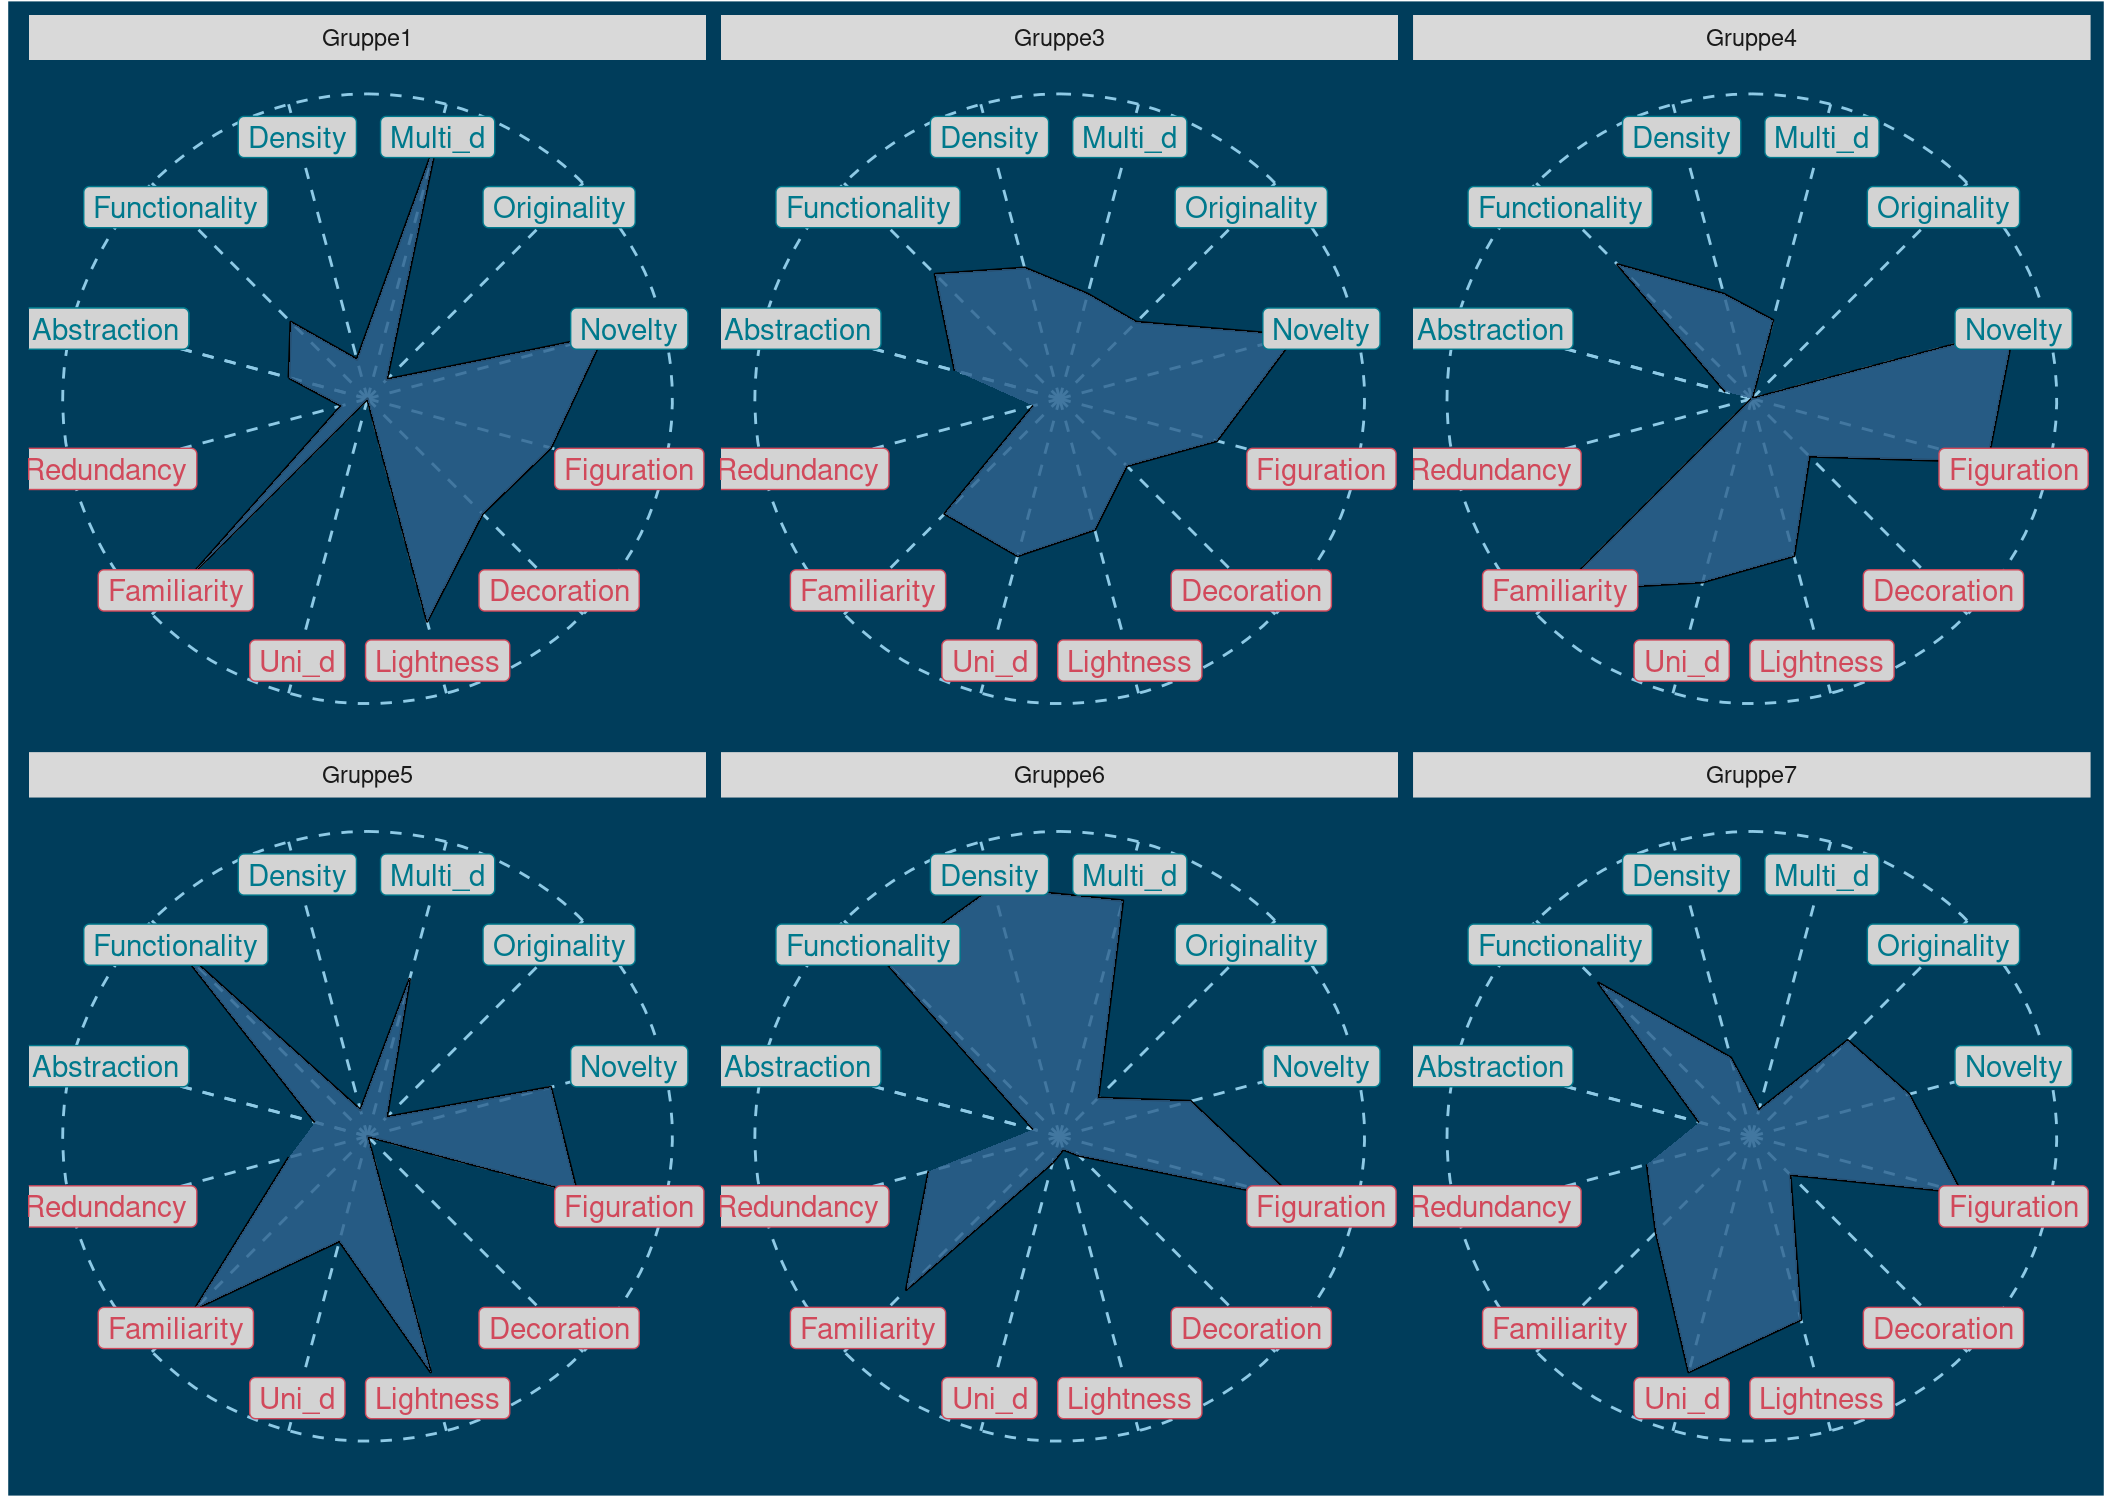 Gruppe1
Gruppe3
Gruppe4
Density
Multi_d
Functionality
Originality
Abstraction
Novelty
Redundancy
Figuration
Familiarity
Decoration
Uni_d
Lightness
Density
Multi_d
Functionality
Originality
Abstraction
Novelty
Redundancy
Figuration
Familiarity
Decoration
Uni_d
Lightness
Density
Multi_d
Functionality
Originality
Abstraction
Novelty
Redundancy
Figuration
Familiarity
Decoration
Uni_d
Lightness
Gruppe5
Gruppe6
Gruppe7
Density
Multi_d
Functionality
Originality
Abstraction
Novelty
Redundancy
Figuration
Familiarity
Decoration
Uni_d
Lightness
Density
Multi_d
Functionality
Originality
Abstraction
Novelty
Redundancy
Figuration
Familiarity
Decoration
Uni_d
Lightness
Density
Multi_d
Functionality
Originality
Abstraction
Novelty
Redundancy
Figuration
Familiarity
Decoration
Uni_d
Lightness